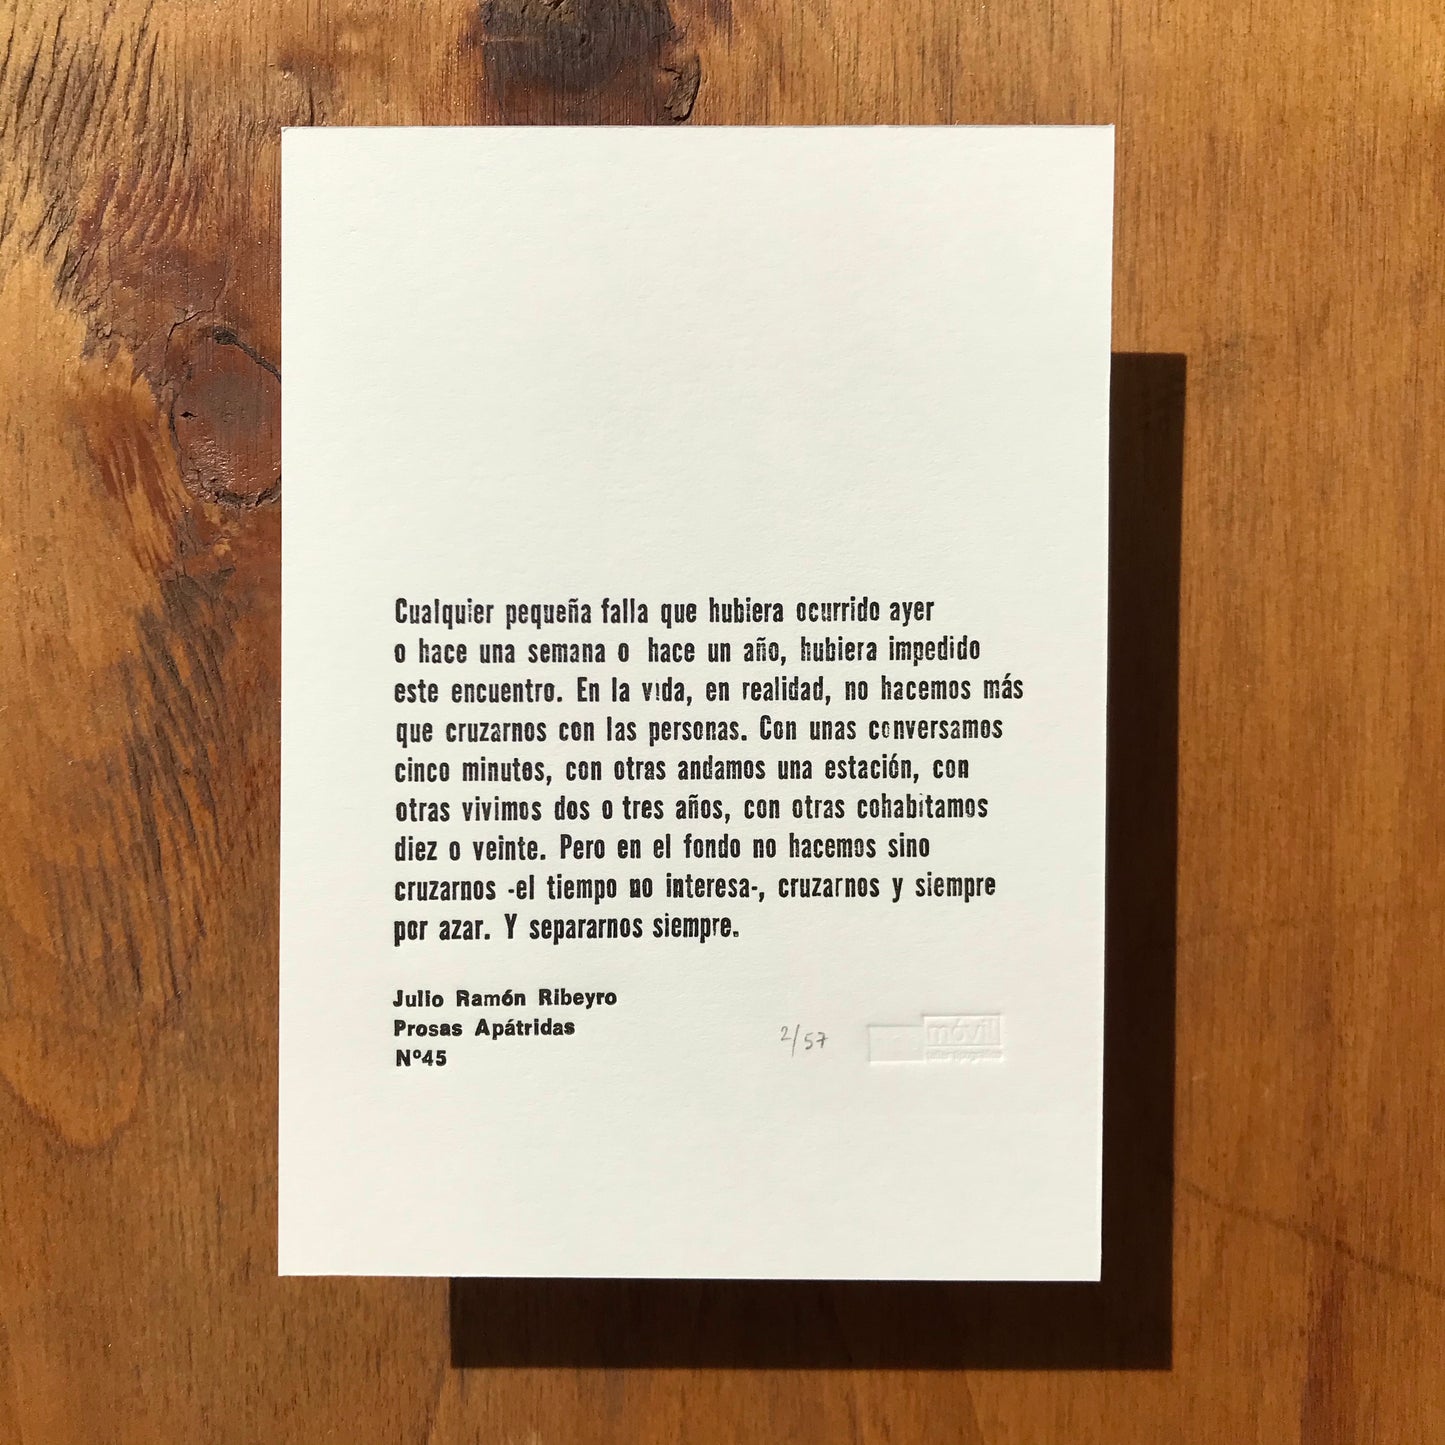 Cualquier pequeña falla que hubiera ocurrido ayer
o hace una semana o hace un año, hubiera impedido
este encuentro. En la vida, en realidad, no hacemos más
que cruzarnos con las personas. Con unas conversamos
cinco minutos, con otras andamos una estación, con
otras vivimos dos o tres años, con otras cohabitamos
diez o veinte. Pero en el fondo no hacemos sino
cruzarnos -el tiempo no interesa-, cruzarnos y siempre
por azar. Y separarnos siempre.
Julio Ramón Ribeyro
Prosas Apátridas
Nº45
2/57
móvil